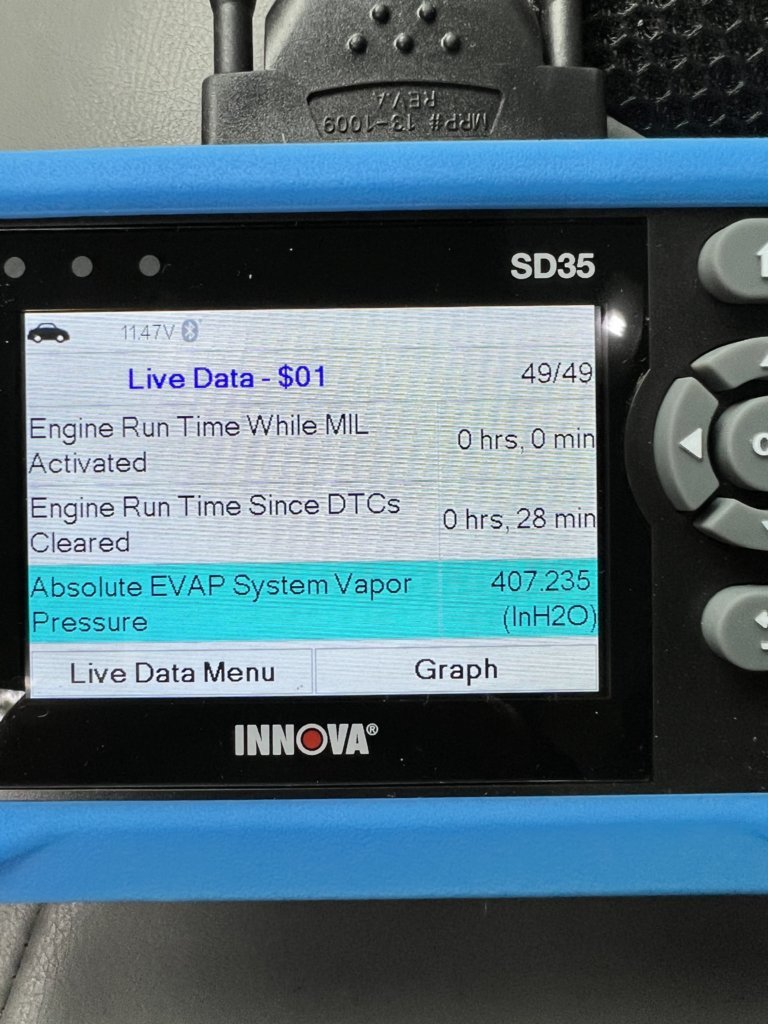 REV.A
MRP# 13-1009
SD35
11.47V
Live Data - $01 49/49
Engine Run Time While MIL
Activated
0 hrs, 0 min
Engine Run Time Since DTCs
Cleared
0 hrs, 28 min
Absolute EVAP System Vapor
Pressure
407.235
(InH2O)
Live Data Menu Graph
INNOVA®